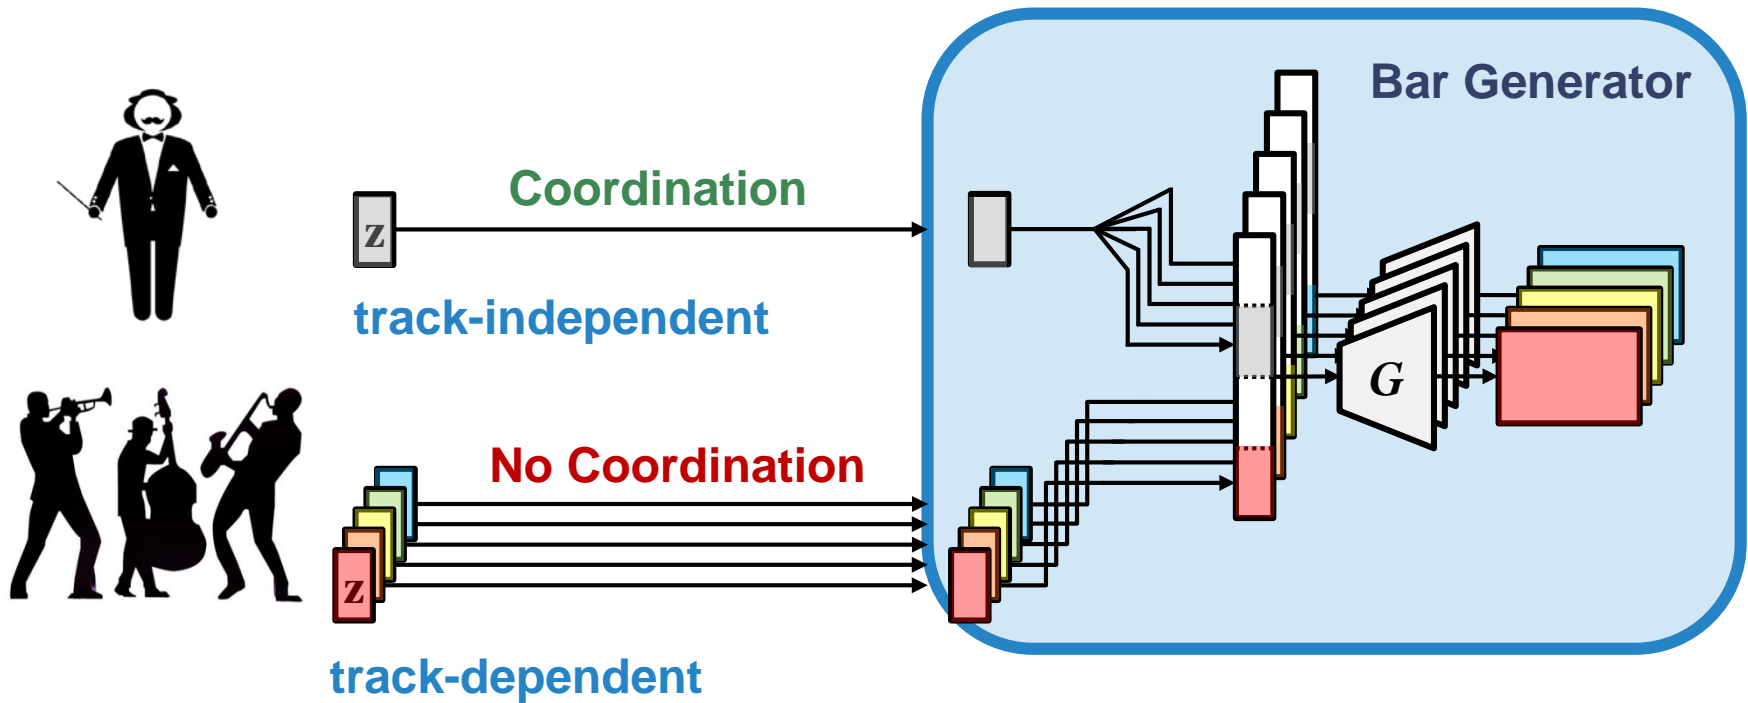 Bar Generator
Coordination
z
track-independent
G
No Coordination
z
track-dependent